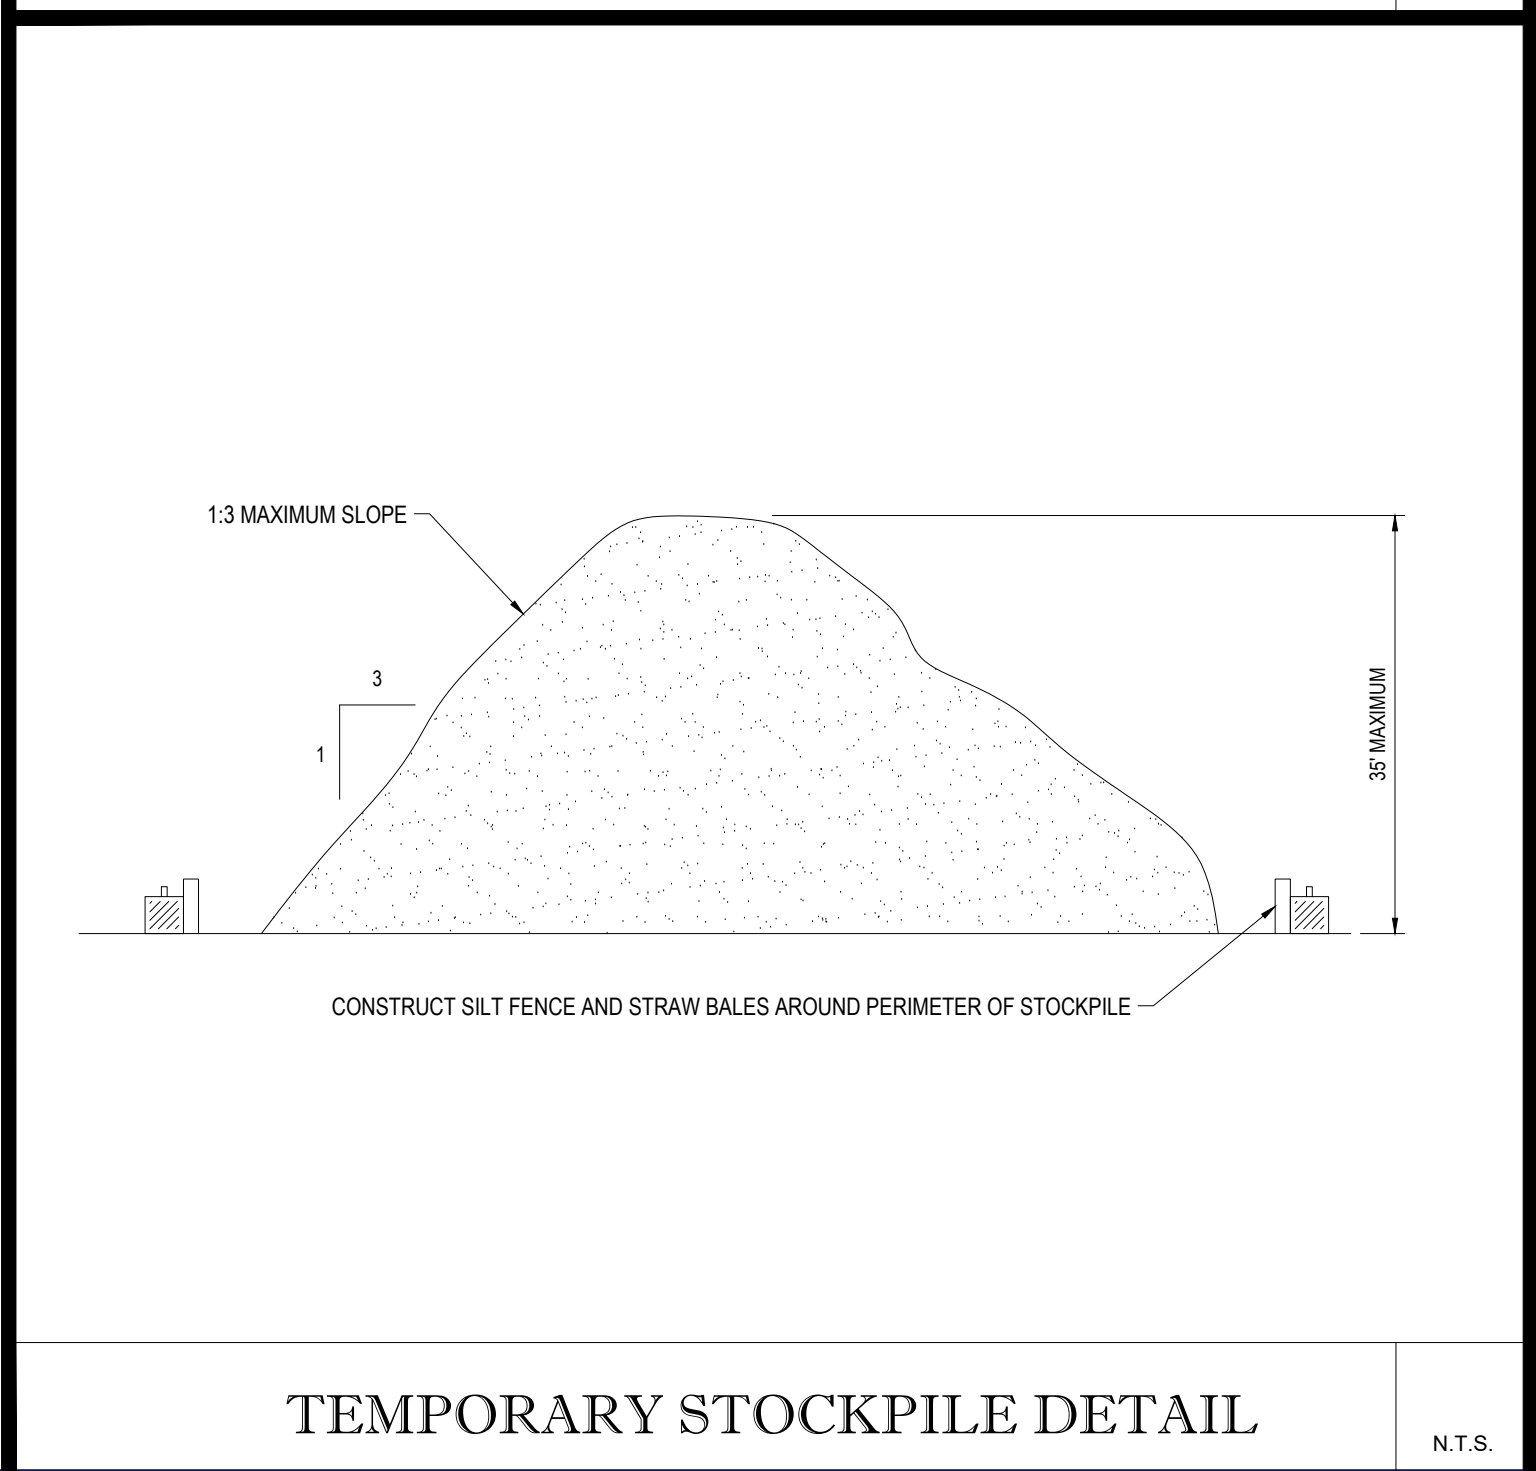 1:3 MAXIMUM SLOPE
3
1
35' MAXIMUM
CONSTRUCT SILT FENCE AND STRAW BALES AROUND PERIMETER OF STOCKPILE
TEMPORARY STOCKPILE DETAIL
N.T.S.